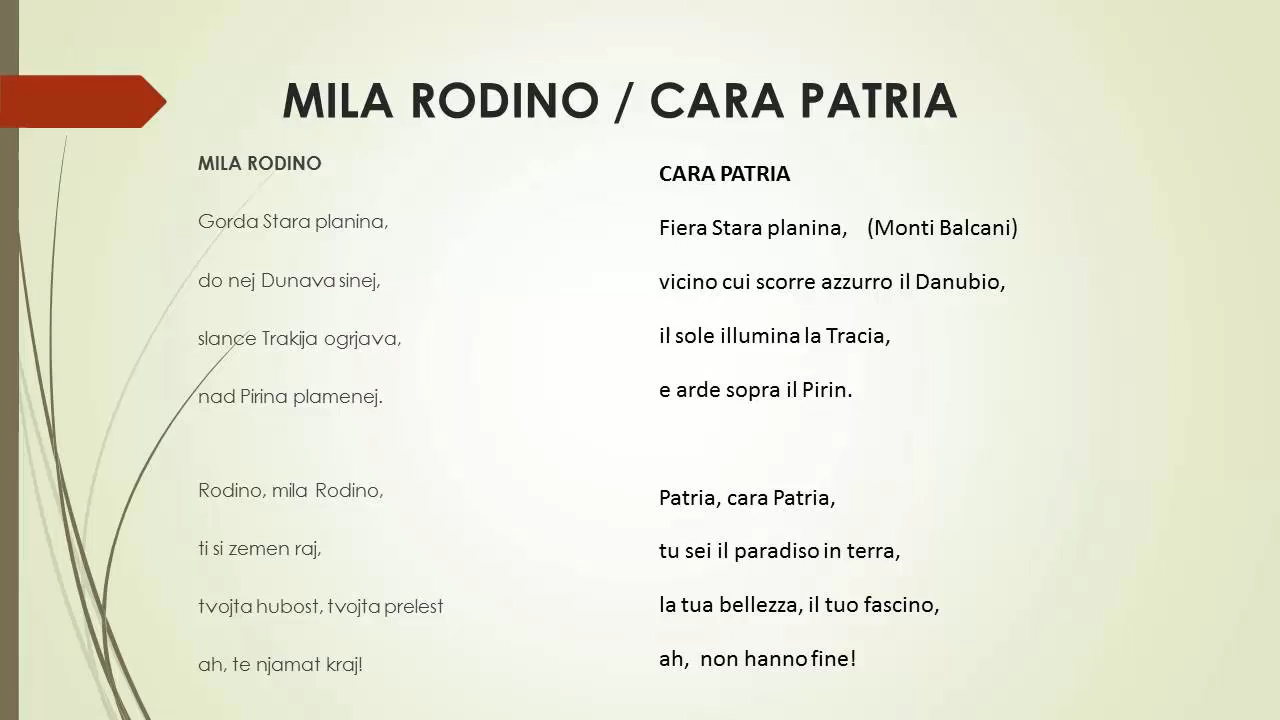 MILA RODINO / CARA PATRIA
MILA RODINO
Gorda Stara planina,
do nej Dunava sinej,
slance Trakija ogrjava,
nad Pirina plamenej.
Rodino, mila Rodino,
ti si zemen raj,
tvojta hubost, tvojta prelest
ah, te njamat kraj!
CARA PATRIA
Fiera Stara planina, (Monti Balcani)
vicino cui scorre azzurro il Danubio,
il sole illumina la Tracia,
e arde sopra il Pirin.
Patria, cara Patria,
tu sei il paradiso in terra,
la tua bellezza, il tuo fascino,
ah, non hanno fine!